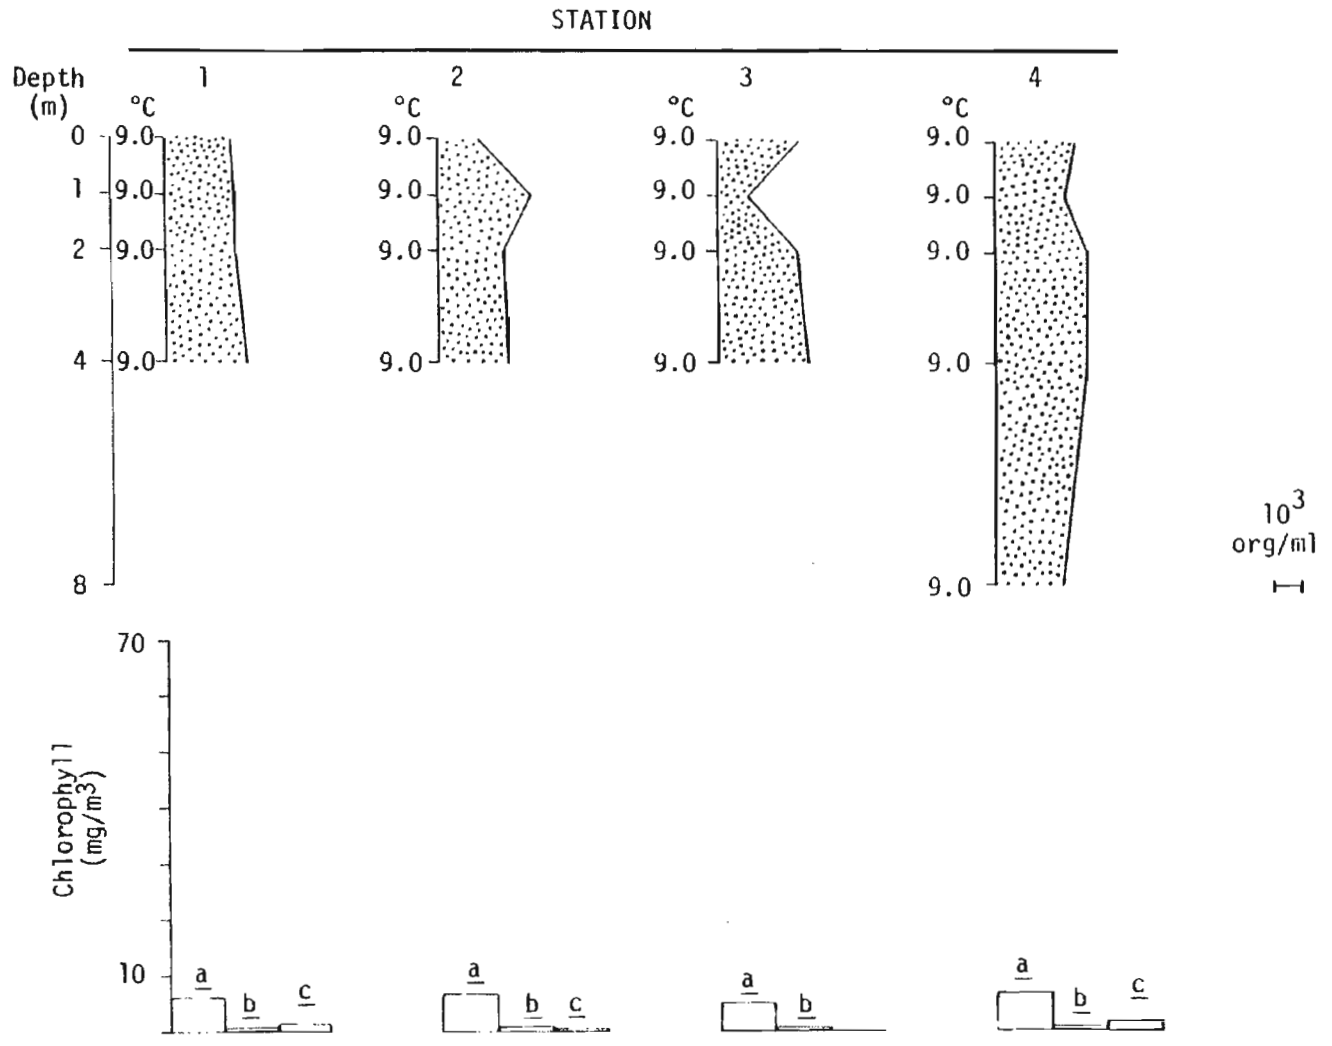 STATION
Depth 1 2 3 4
(m) °C °C °C °C
0 9.0 9.0 9.0 9.0
1 9.0 9.0 9.0 9.0
2 9.0 9.0 9.0 9.0
4 9.0 9.0 9.0 9.0
10³
org/ml
8 9.0
70
Chlorophyll
(mg/m³)
10
a b c a b c a b a b c